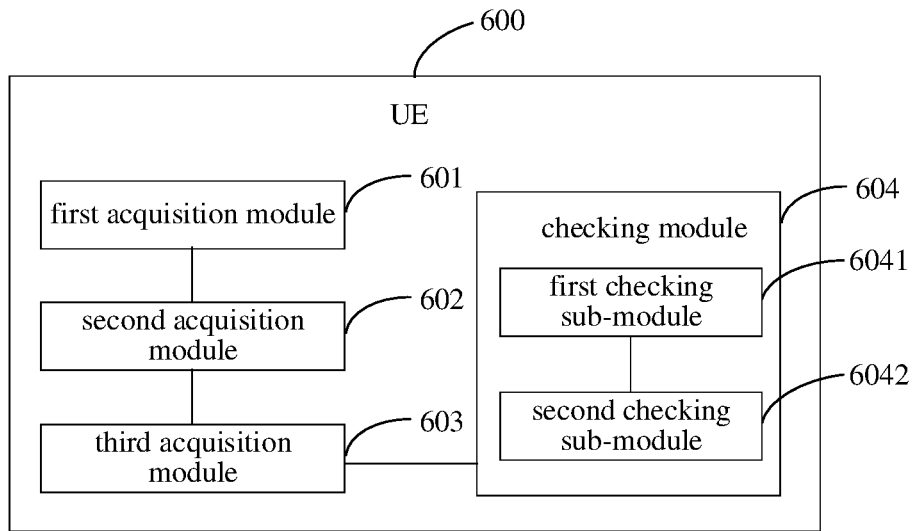 600
UE
601
first acquisition module
604
checking module
6041
first checking
sub-module
602
second acquisition
module
6042
second checking
sub-module
603
third acquisition
module